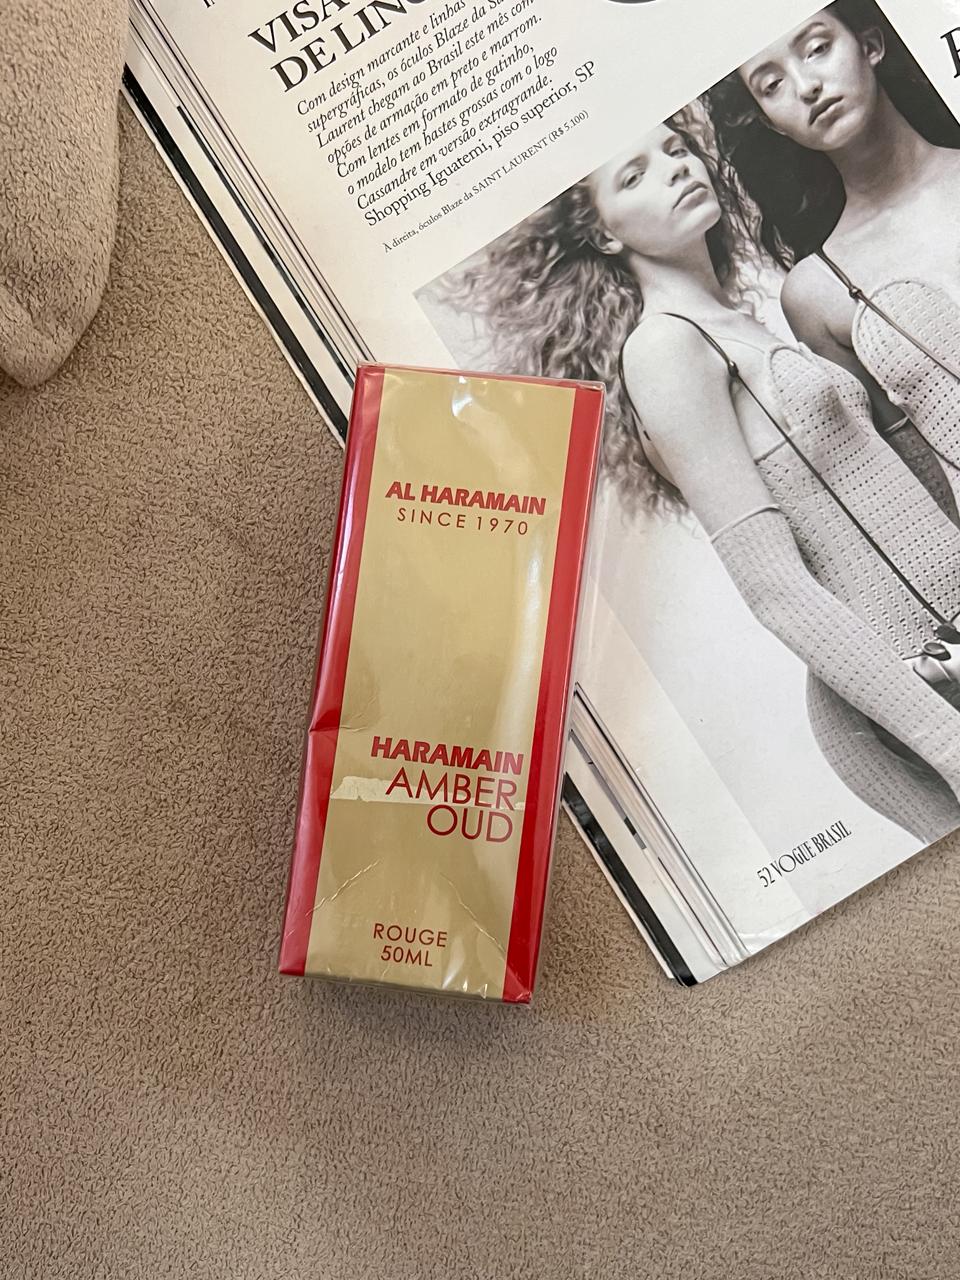 VISÃ
DE LINC
Com design marcante e linhas
supergráficas, os óculos Blaze da Sa
Laurent chegam ao Brasil este mês com
opções de armação em preto e marrom.
Com lentes em formato de gatinho,
o modelo tem hastes grossas com o logo
Cassandre em versão extragrande.
Shopping Iguatemi, piso superior, SP
À direita, óculos Blaze da SAINT LAURENT (R$ 5.100)
AL HARAMAIN
SINCE 1970
HARAMAIN
AMBER
OUD
ROUGE
50ML
52 VOGUE BRASIL